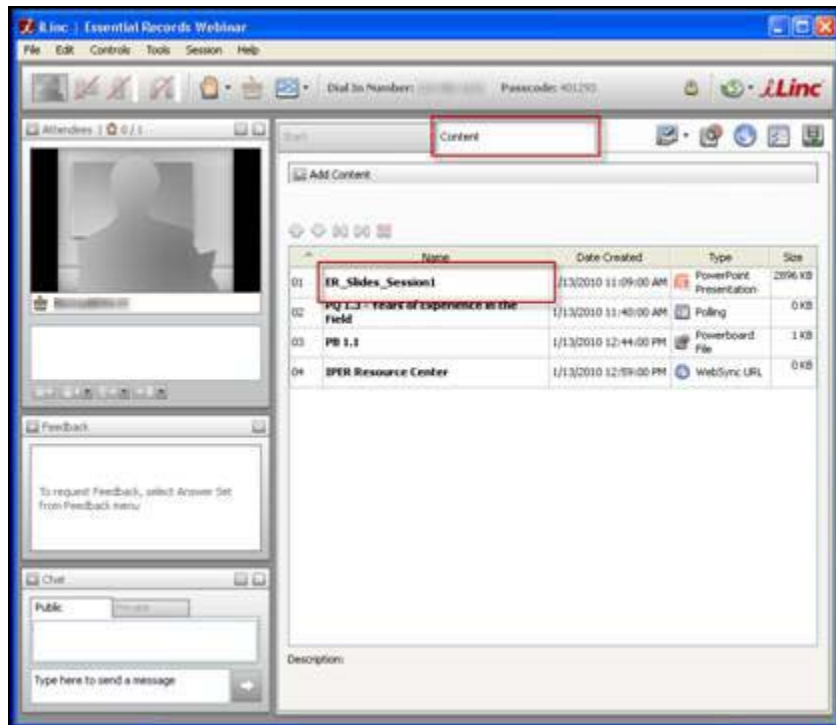 iLinc | Essential Records Webinar
File Edit Controls Tools Session Help
Dial In Number: Passcode: 401293
iLinc
Attendees | 0 / 1
Start Content
Add Content
Name Date Created Type Size
01 ER_Slides_Session1 1/13/2010 11:09:00 AM PowerPoint Presentation 2896 KB
02 PQ 1.3 - Years of Experience in the Field 1/13/2010 11:40:00 AM Polling 0 KB
03 PB 1.1 1/13/2010 12:44:00 PM Powerboard File 1 KB
04 IPER Resource Center 1/13/2010 12:59:00 PM WebSync URL 0 KB
Feedback
To request Feedback, select Answer Set
from Feedback menu
Chat
Public Private
Type here to send a message
Description: